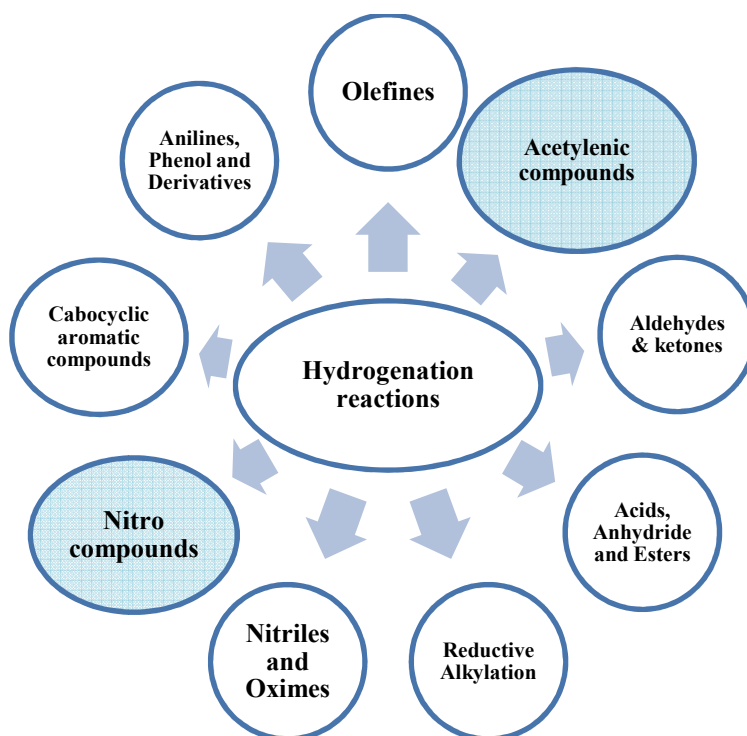 Olefines
Acetylenic
compounds
Anilines,
Phenol and
Derivatives
Cabocyclic
aromatic
compounds
Aldehydes
& ketones
Hydrogenation
reactions
Nitro
compounds
Acids,
Anhydride
and Esters
Nitriles
and
Oximes
Reductive
Alkylation